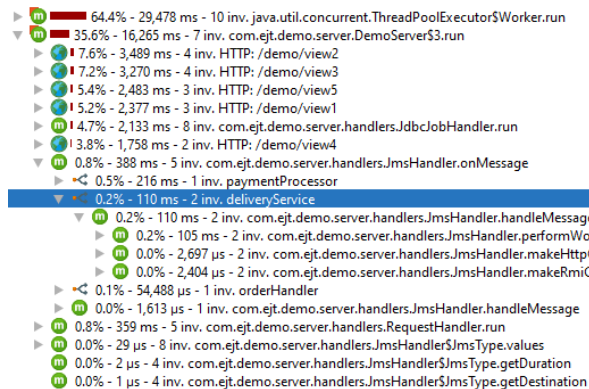 64.4% - 29,478 ms - 10 inv. java.util.concurrent.ThreadPoolExecutor$Worker.run
m 35.6% - 16,265 ms - 7 inv. com.ejt.demo.server.DemoServer$3.run
7.6% - 3,489 ms - 4 inv. HTTP: /demo/view2
7.2% - 3,270 ms - 4 inv. HTTP: /demo/view3
5.4% - 2,483 ms - 3 inv. HTTP: /demo/view5
5.2% - 2,377 ms - 3 inv. HTTP: /demo/view1
m 4.7% - 2,133 ms - 8 inv. com.ejt.demo.server.handlers.JdbcJobHandler.run
3.8% - 1,758 ms - 2 inv. HTTP: /demo/view4
m 0.8% - 388 ms - 5 inv. com.ejt.demo.server.handlers.JmsHandler.onMessage
0.5% - 216 ms - 1 inv. paymentProcessor
0.2% - 110 ms - 2 inv. deliveryService
m 0.2% - 110 ms - 2 inv. com.ejt.demo.server.handlers.JmsHandler.handleMessag
m 0.2% - 105 ms - 2 inv. com.ejt.demo.server.handlers.JmsHandler.performWo
m 0.0% - 2,697 µs - 2 inv. com.ejt.demo.server.handlers.JmsHandler.makeHttp
m 0.0% - 2,404 µs - 2 inv. com.ejt.demo.server.handlers.JmsHandler.makeRmi
0.1% - 54,488 µs - 1 inv. orderHandler
m 0.0% - 1,613 µs - 1 inv. com.ejt.demo.server.handlers.JmsHandler.handleMessage
m 0.8% - 359 ms - 5 inv. com.ejt.demo.server.handlers.RequestHandler.run
m 0.0% - 29 µs - 8 inv. com.ejt.demo.server.handlers.JmsHandler$JmsType.values
m 0.0% - 2 µs - 4 inv. com.ejt.demo.server.handlers.JmsHandler$JmsType.getDuration
m 0.0% - 1 µs - 4 inv. com.ejt.demo.server.handlers.JmsHandler$JmsType.getDestination